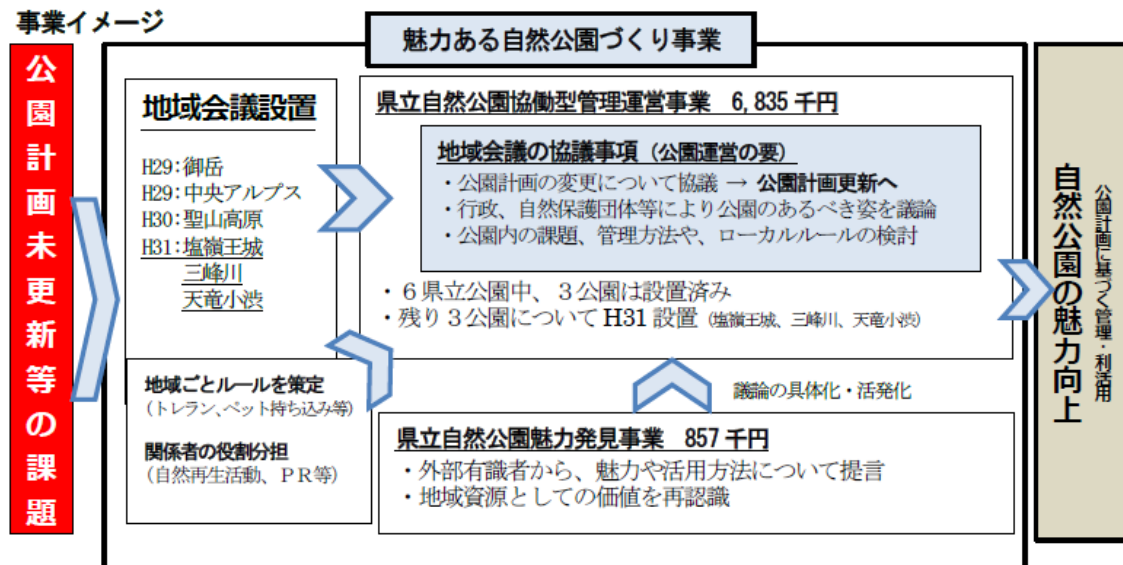 事業イメージ
公園計画未更新等の課題
魅力ある自然公園づくり事業
地域会議設置
H29:御岳
H29:中央アルプス
H30:聖山高原
H31:塩嶺王城
三峰川
天竜小渋
地域ごとルールを策定
(トレラン、ペット持ち込み等)
関係者の役割分担
(自然再生活動、PR等)
県立自然公園協働型管理運営事業 6,835 千円
地域会議の協議事項(公園運営の要)
・公園計画の変更について協議 → 公園計画更新へ
・行政、自然保護団体等により公園のあるべき姿を議論
・公園内の課題、管理方法や、ローカルルールの検討
・6県立公園中、3公園は設置済み
・残り3公園について H31 設置(塩嶺王城、三峰川、天竜小渋)
議論の具体化・活発化
県立自然公園魅力発見事業 857 千円
・外部有識者から、魅力や活用方法について提言
・地域資源としての価値を再認識
公園計画に基づく管理・利活用
自然公園の魅力向上